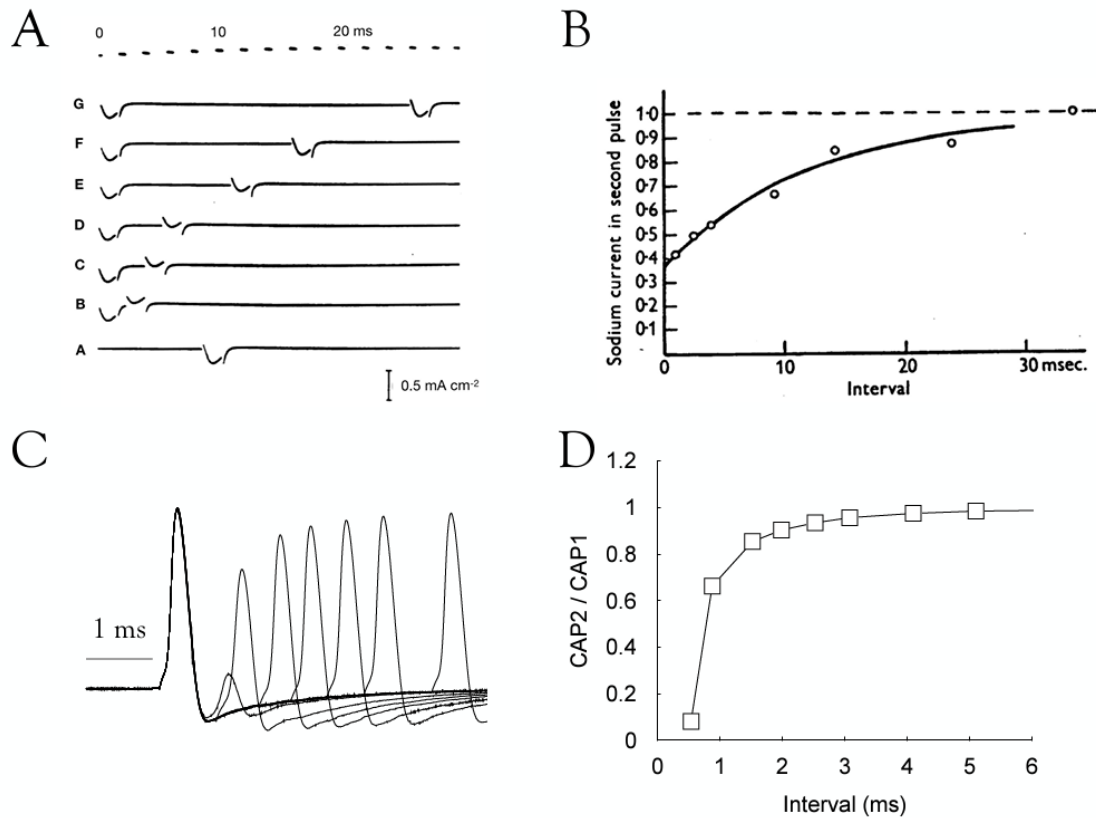 A
0 10 20 ms
G
F
E
D
C
B
A
0.5 mA cm-2
B
Sodium current in second pulse
1·0
0·9
0·8
0·7
0·6
0·5
0·4
0·3
0·2
0·1
0 10 20 30 msec.
Interval
C
1 ms
D
CAP2 / CAP1
1.2
1
0.8
0.6
0.4
0.2
0
0 1 2 3 4 5 6
Interval (ms)